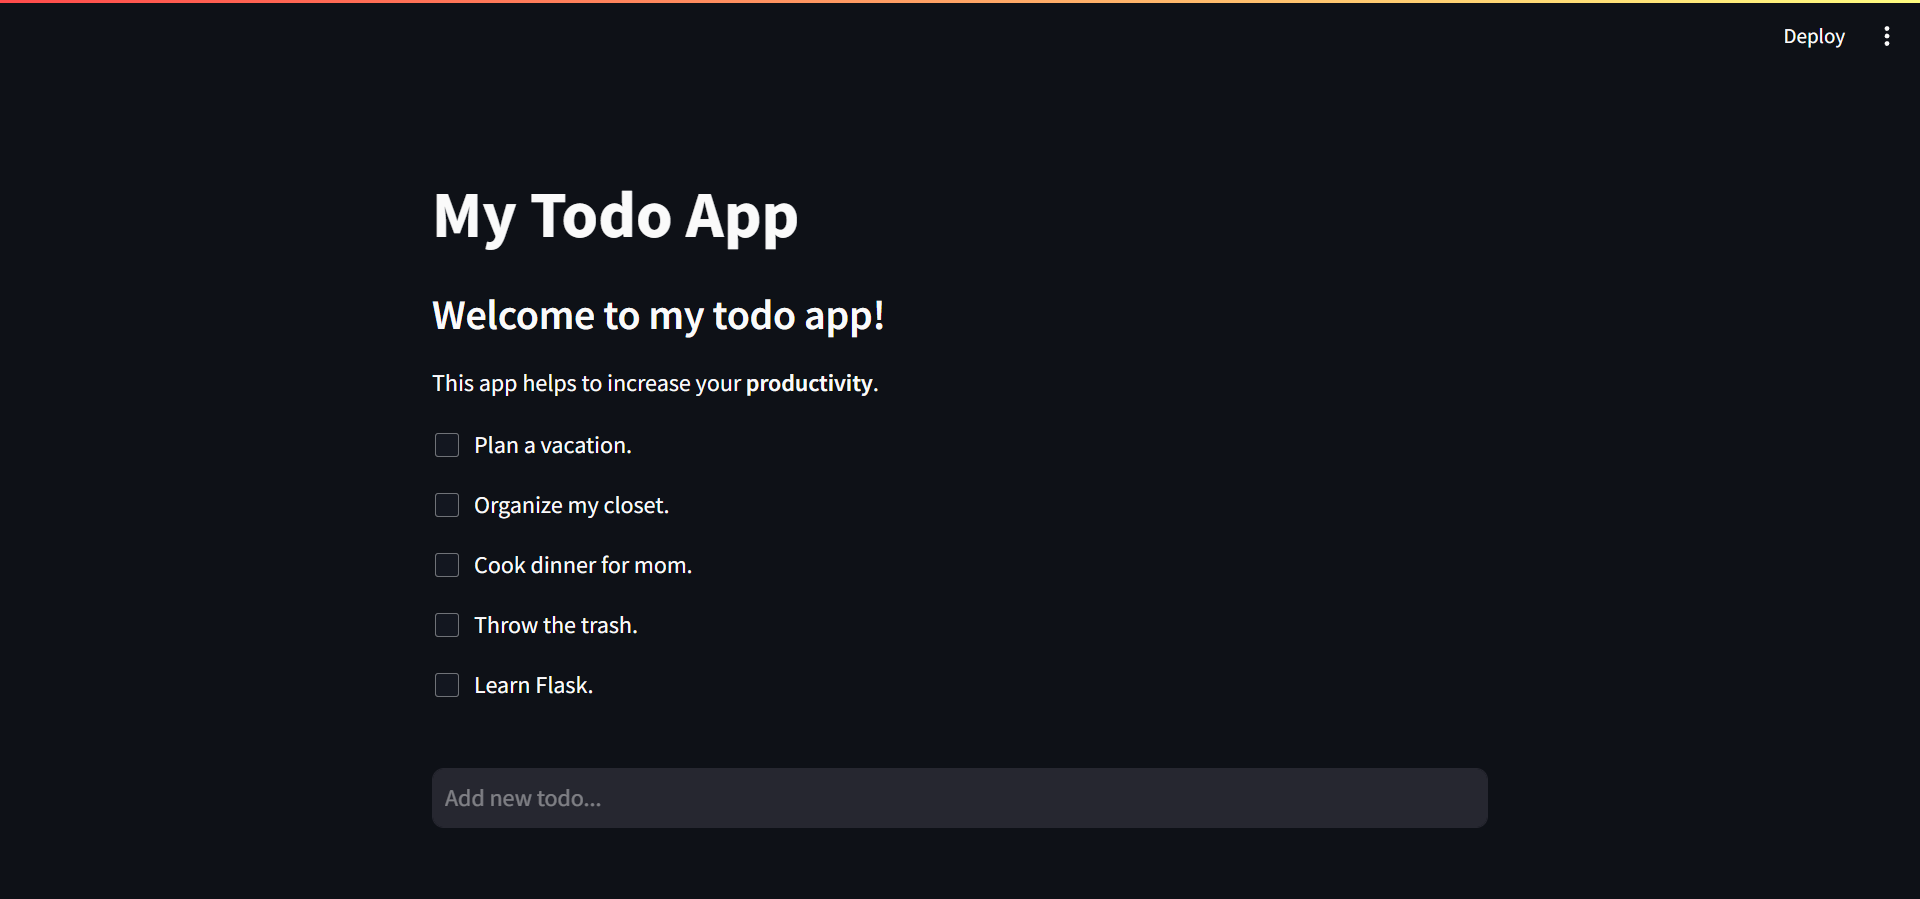 Deploy
My Todo App
Welcome to my todo app!
This app helps to increase your productivity.
Plan a vacation.
Organize my closet.
Cook dinner for mom.
Throw the trash.
Learn Flask.
Add new todo...